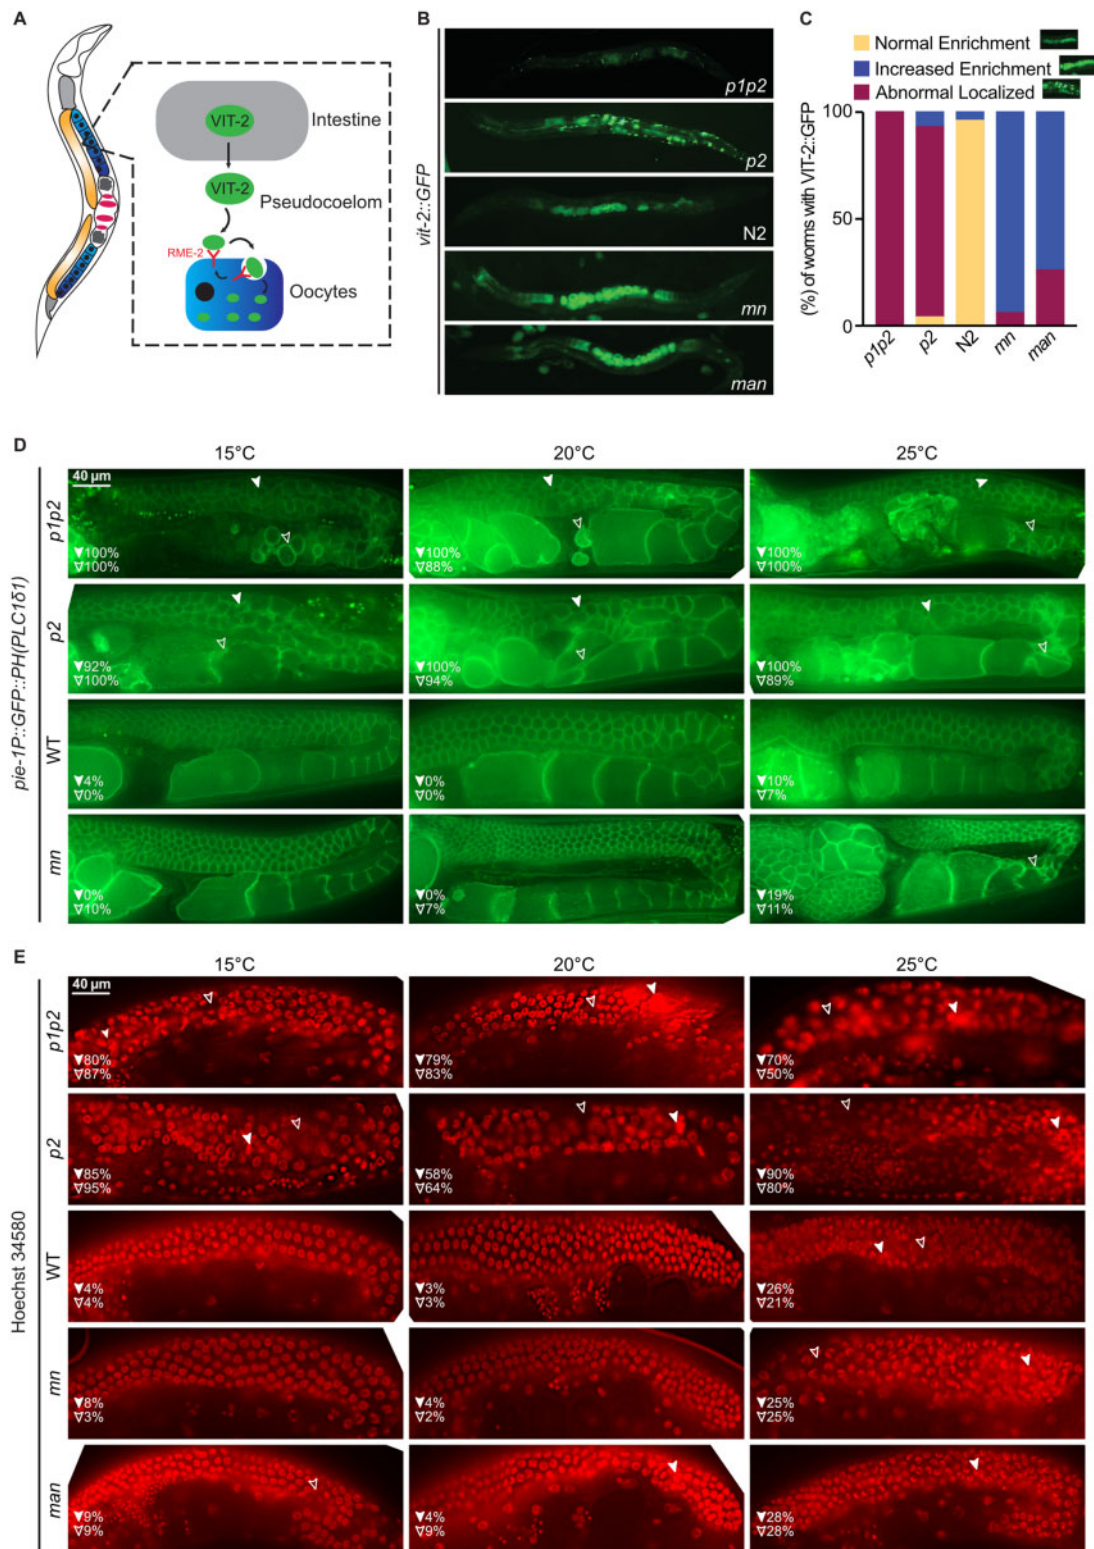 A
VIT-2
Intestine
VIT-2
Pseudocoelom
RME-2
Oocytes
B
vit-2::GFP
p1p2
p2
N2
mn
man
C
Normal Enrichment
Increased Enrichment
Abnormal Localized
(%) of worms with VIT-2::GFP
100
50
0
p1p2
p2
N2
mn
man
D
15°C
20°C
25°C
pie-1P::GFP::PH(PLC1δ1)
p1p2
40 µm
100%
100%
100%
88%
100%
100%
p2
92%
100%
100%
94%
100%
89%
WT
4%
0%
0%
0%
10%
7%
mn
0%
10%
0%
7%
19%
11%
E
15°C
20°C
25°C
Hoechst 34580
p1p2
40 µm
80%
87%
79%
83%
70%
50%
p2
85%
95%
58%
64%
90%
80%
WT
4%
4%
3%
3%
26%
21%
mn
8%
3%
4%
2%
25%
25%
man
9%
9%
4%
9%
28%
28%